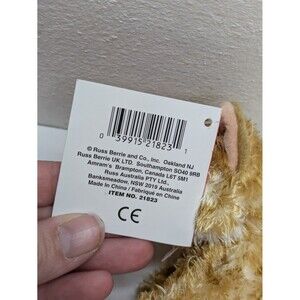 0 39915 21823 1
© Russ Berrie and Co., Inc. Oakland NJ
Russ Berrie UK LTD. Southampton SO40 9RB
Amram's Brampton, Canada L6T 5M1
Russ Australia PTY Ltd.
Banksmeadow, NSW 2019 Australia
Made In China / Fabriqué en Chine
ITEM NO. 21823
CE